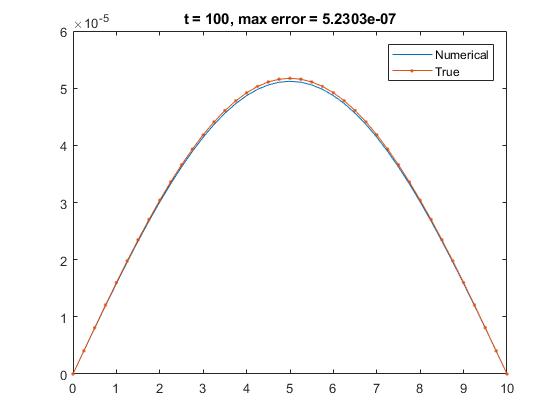 t = 100, max error = 5.2303e-07
×10⁻⁵
6
5
4
3
2
1
0
0 1 2 3 4 5 6 7 8 9 10
Numerical
True